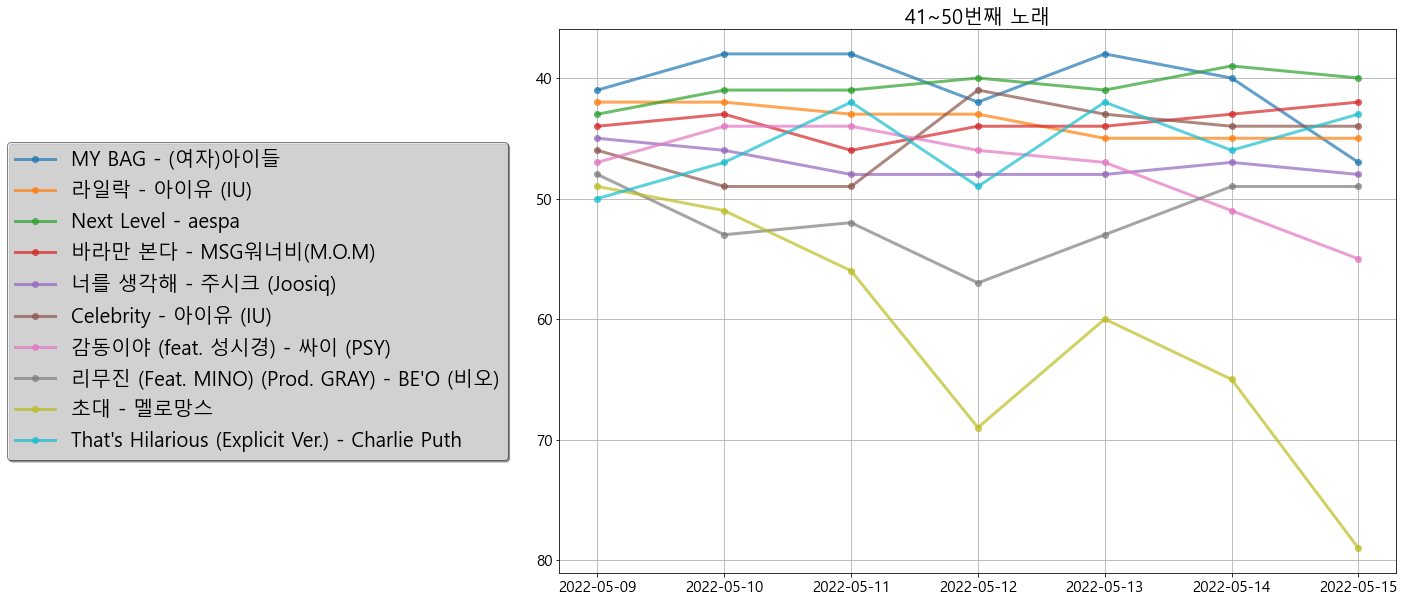 41~50번째 노래
MY BAG - (여자)아이들
라일락 - 아이유 (IU)
Next Level - aespa
바라만 본다 - MSG워너비(M.O.M)
너를 생각해 - 주시크 (Joosiq)
Celebrity - 아이유 (IU)
감동이야 (feat. 성시경) - 싸이 (PSY)
리무진 (Feat. MINO) (Prod. GRAY) - BE'O (비오)
초대 - 멜로망스
That's Hilarious (Explicit Ver.) - Charlie Puth
40
50
60
70
80
2022-05-09 2022-05-10 2022-05-11 2022-05-12 2022-05-13 2022-05-14 2022-05-15